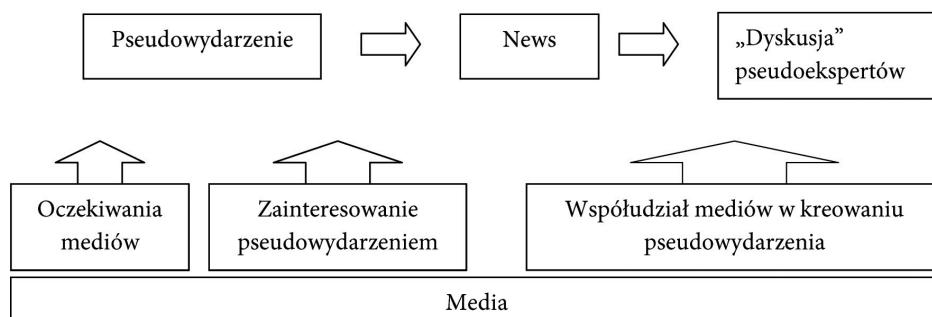 Pseudowydarzenie
News
„Dyskusja”
pseudoekspertów
Oczekiwania
mediów
Zainteresowanie
pseudowydarzeniem
Współudział mediów w kreowaniu
pseudowydarzenia
Media